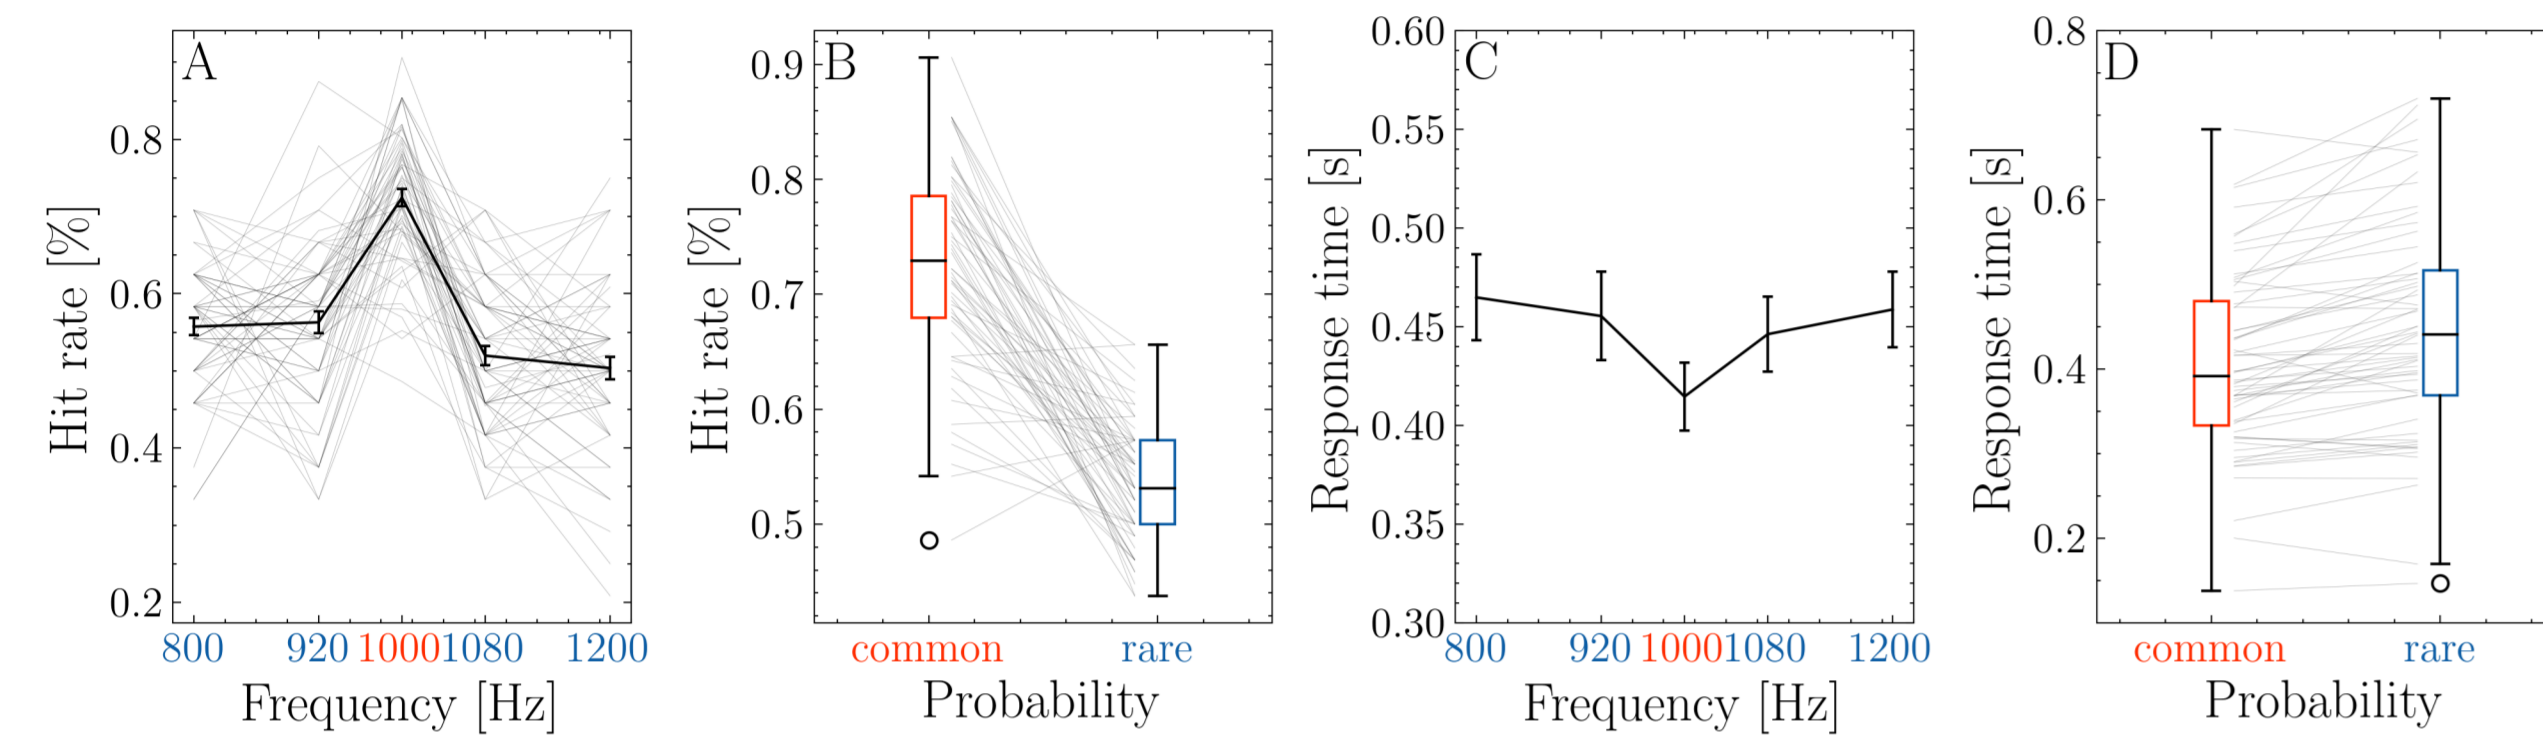 A
Hit rate [%]
0.8
0.6
0.4
0.2
800 920 1000 1080 1200
Frequency [Hz]
B
Hit rate [%]
0.9
0.8
0.7
0.6
0.5
common rare
Probability
C
Response time [s]
0.60
0.55
0.50
0.45
0.40
0.35
0.30
800 920 1000 1080 1200
Frequency [Hz]
D
Response time [s]
0.8
0.6
0.4
0.2
common rare
Probability